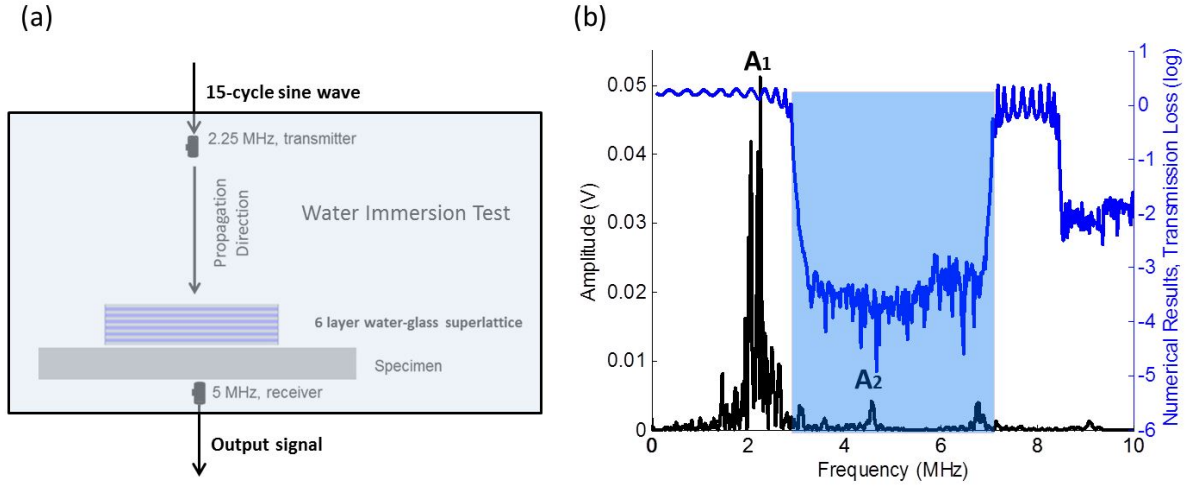 (a)
15-cycle sine wave
2.25 MHz, transmitter
Propagation
Direction
Water Immersion Test
6 layer water-glass superlattice
Specimen
5 MHz, receiver
Output signal
(b)
A1
A2
Amplitude (V)
0.05
0.04
0.03
0.02
0.01
0
0
2
4
6
8
10
Frequency (MHz)
1
0
-1
-2
-3
-4
-5
-6
Numerical Results, Transmission Loss (log)